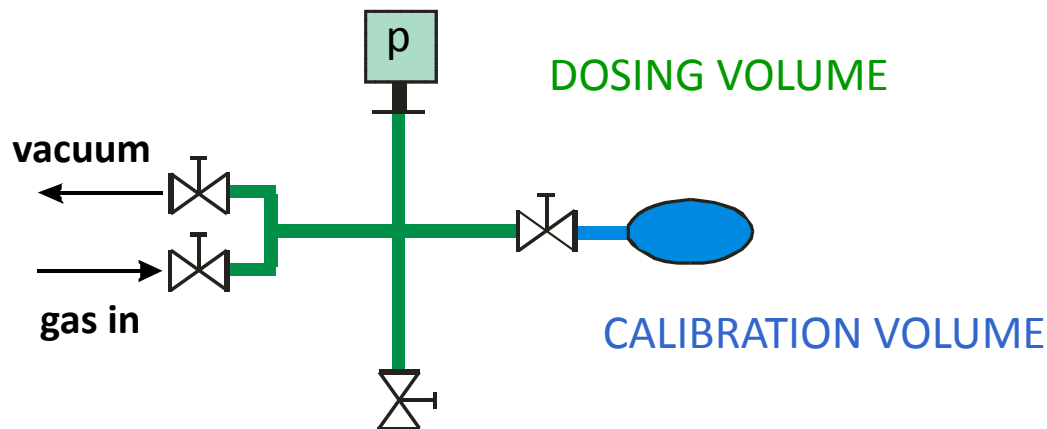 p
DOSING VOLUME
vacuum
gas in
CALIBRATION VOLUME